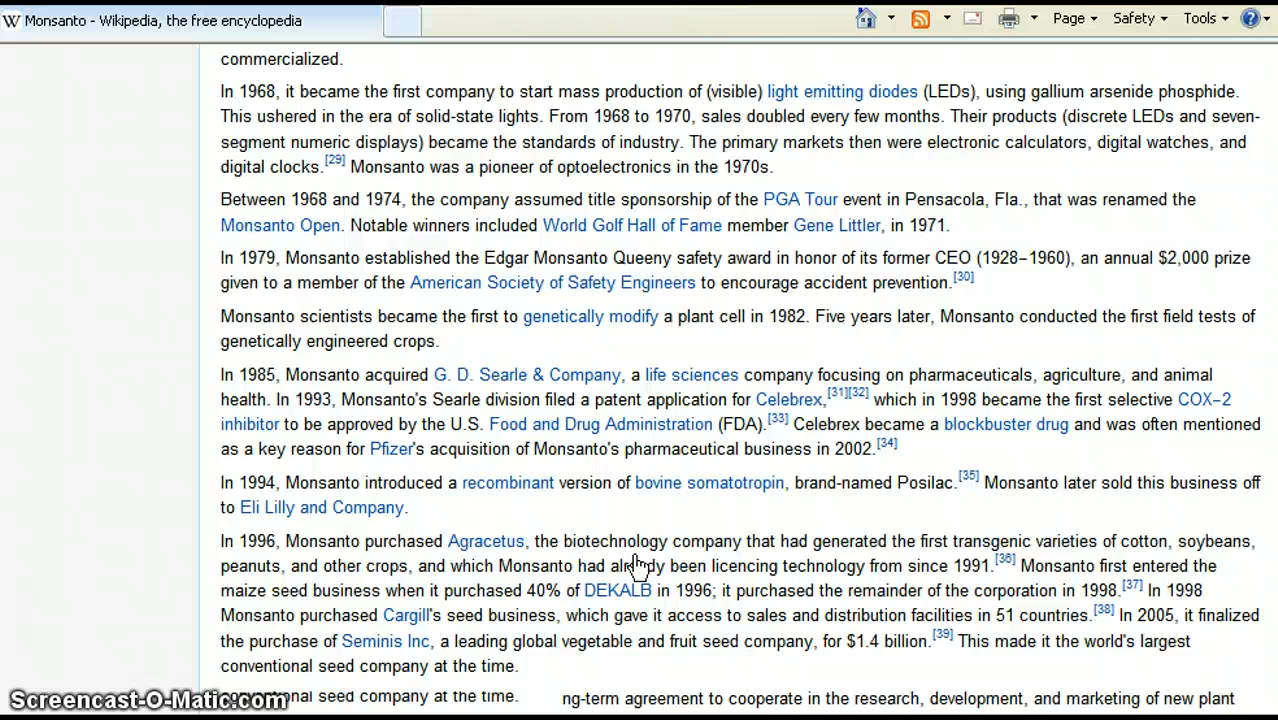 Monsanto - Wikipedia, the free encyclopedia
Page
Safety
Tools
commercialized.
In 1968, it became the first company to start mass production of (visible) light emitting diodes (LEDs), using gallium arsenide phosphide.
This ushered in the era of solid-state lights. From 1968 to 1970, sales doubled every few months. Their products (discrete LEDs and seven-
segment numeric displays) became the standards of industry. The primary markets then were electronic calculators, digital watches, and
digital clocks.[29] Monsanto was a pioneer of optoelectronics in the 1970s.
Between 1968 and 1974, the company assumed title sponsorship of the PGA Tour event in Pensacola, Fla., that was renamed the
Monsanto Open. Notable winners included World Golf Hall of Fame member Gene Littler, in 1971.
In 1979, Monsanto established the Edgar Monsanto Queeny safety award in honor of its former CEO (1928–1960), an annual $2,000 prize
given to a member of the American Society of Safety Engineers to encourage accident prevention.[30]
Monsanto scientists became the first to genetically modify a plant cell in 1982. Five years later, Monsanto conducted the first field tests of
genetically engineered crops.
In 1985, Monsanto acquired G. D. Searle & Company, a life sciences company focusing on pharmaceuticals, agriculture, and animal
health. In 1993, Monsanto's Searle division filed a patent application for Celebrex,[31][32] which in 1998 became the first selective COX–2
inhibitor to be approved by the U.S. Food and Drug Administration (FDA).[33] Celebrex became a blockbuster drug and was often mentioned
as a key reason for Pfizer's acquisition of Monsanto's pharmaceutical business in 2002.[34]
In 1994, Monsanto introduced a recombinant version of bovine somatotropin, brand-named Posilac.[35] Monsanto later sold this business off
to Eli Lilly and Company.
In 1996, Monsanto purchased Agracetus, the biotechnology company that had generated the first transgenic varieties of cotton, soybeans,
peanuts, and other crops, and which Monsanto had already been licencing technology from since 1991.[36] Monsanto first entered the
maize seed business when it purchased 40% of DEKALB in 1996; it purchased the remainder of the corporation in 1998.[37] In 1998
Monsanto purchased Cargill's seed business, which gave it access to sales and distribution facilities in 51 countries.[38] In 2005, it finalized
the purchase of Seminis Inc, a leading global vegetable and fruit seed company, for $1.4 billion.[39] This made it the world's largest
conventional seed company at the time.
conventional seed company at the time. ng-term agreement to cooperate in the research, development, and marketing of new plant
Screencast-O-Matic.com